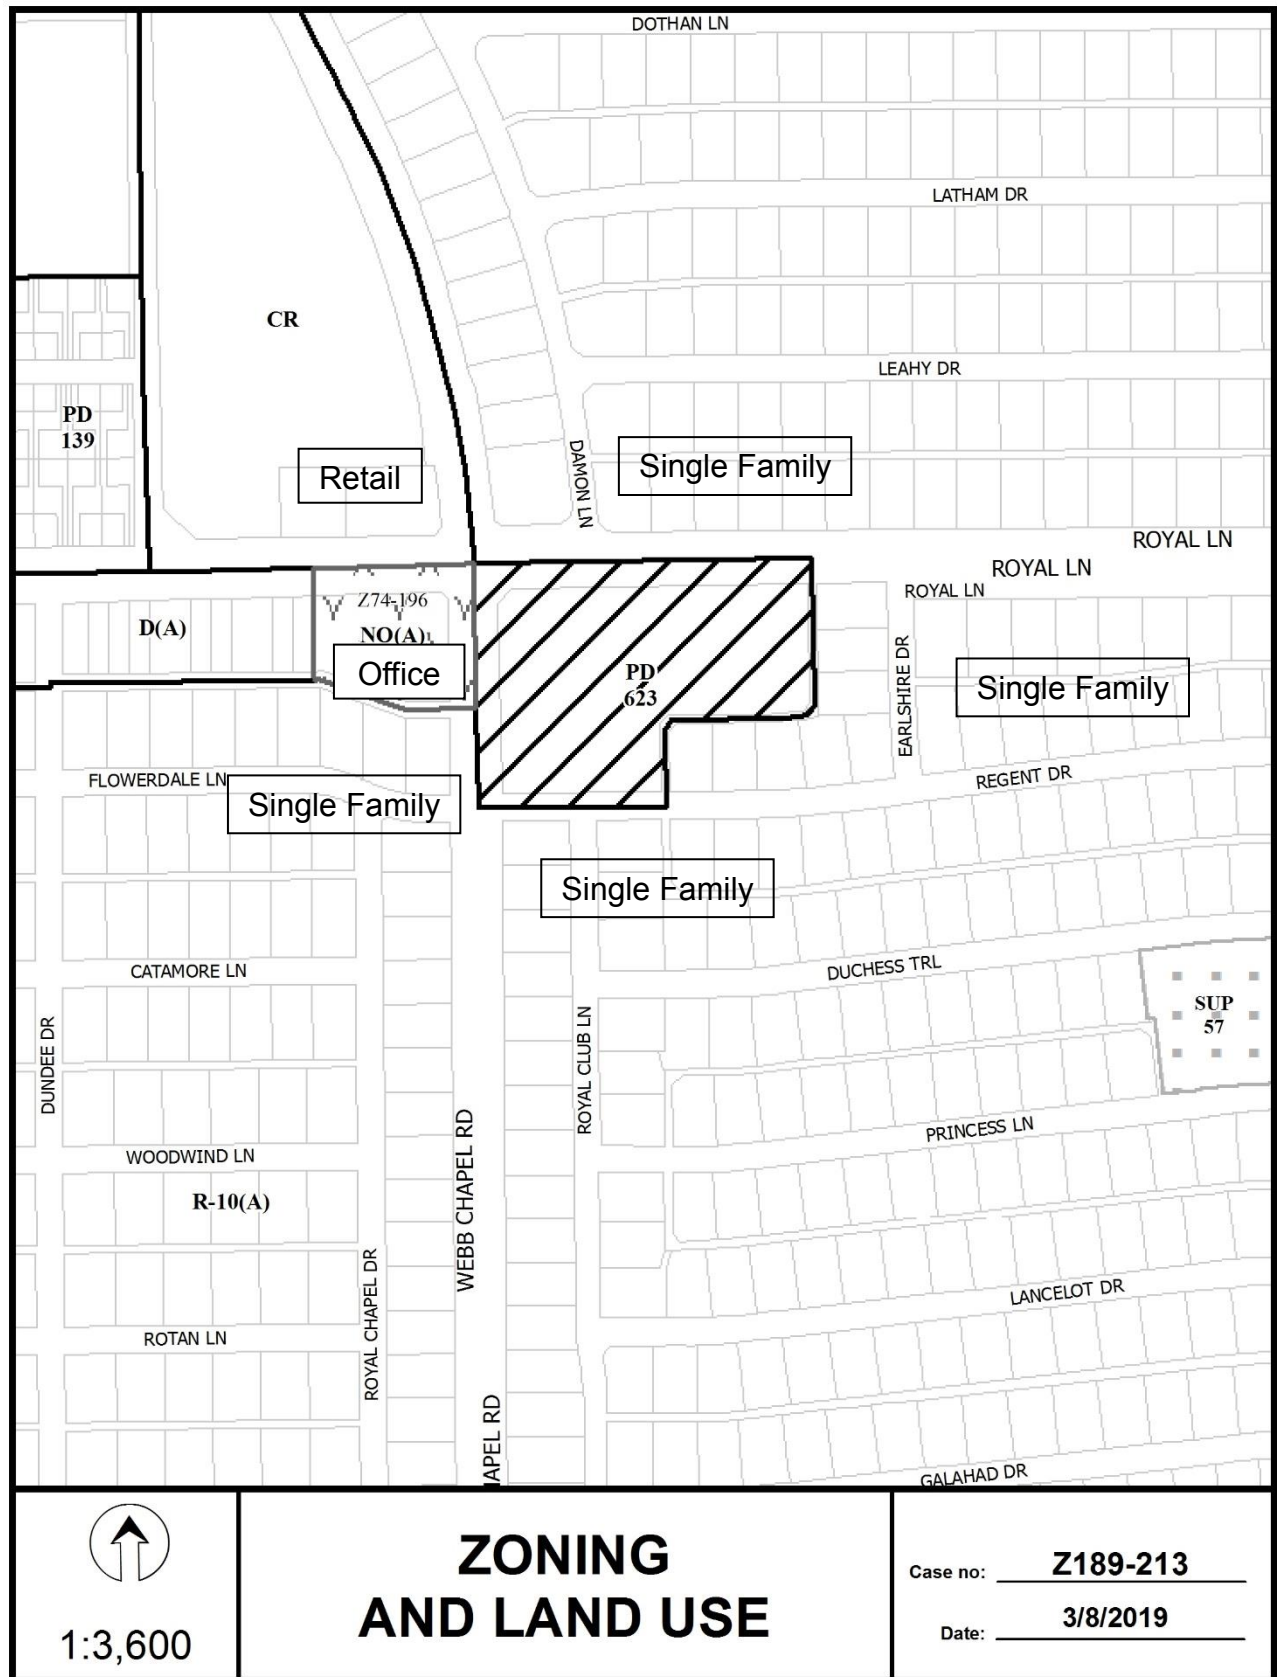 DOTHAN LN
LATHAM DR
CR
LEAHY DR
PD
139
DAMON LN
Single Family
Retail
ROYAL LN
ROYAL LN
ROYAL LN
Z74-196
D(A)
NO(A)
EARLSHIRE DR
Office
PD
623
Single Family
FLOWERDALE LN
REGENT DR
Single Family
Single Family
CATAMORE LN
DUCHESS TRL
SUP
57
DUNDEE DR
ROYAL CLUB LN
WEBB CHAPEL RD
PRINCESS LN
WOODWIND LN
R-10(A)
ROYAL CHAPEL DR
LANCELOT DR
ROTAN LN
APEL RD
GALAHAD DR
1:3,600
ZONING
AND LAND USE
Case no: Z189-213
Date: 3/8/2019